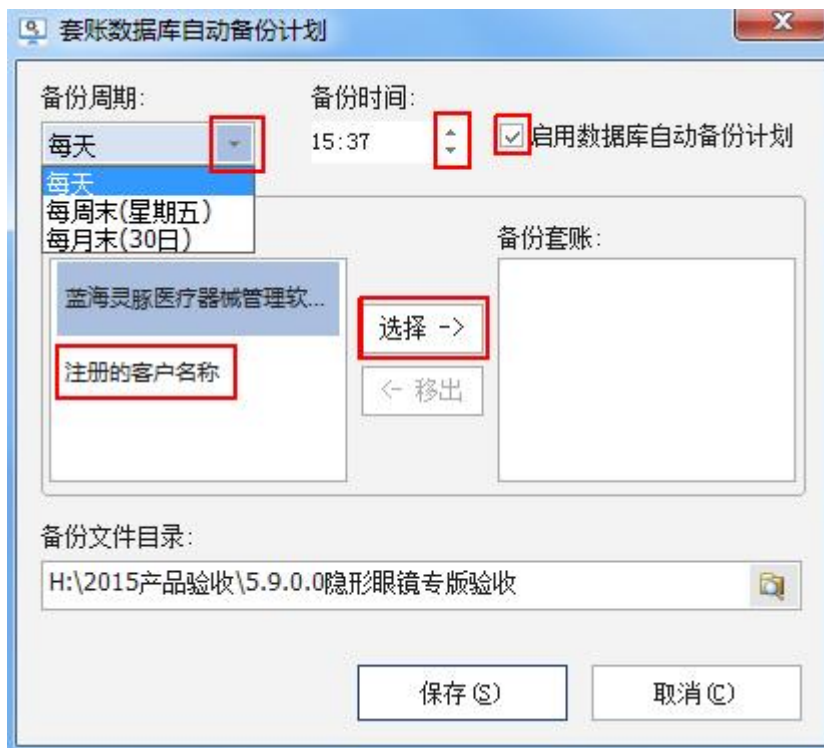 套账数据库自动备份计划
备份周期:
备份时间:
每天
15:37
启用数据库自动备份计划
每天
每周末(星期五)
每月末(30日)
备份套账:
蓝海灵豚医疗器械管理软...
选择 ->
注册的客户名称
<- 移出
备份文件目录:
H:\2015产品验收\5.9.0.0隐形眼镜专版验收
保存(S)
取消(C)